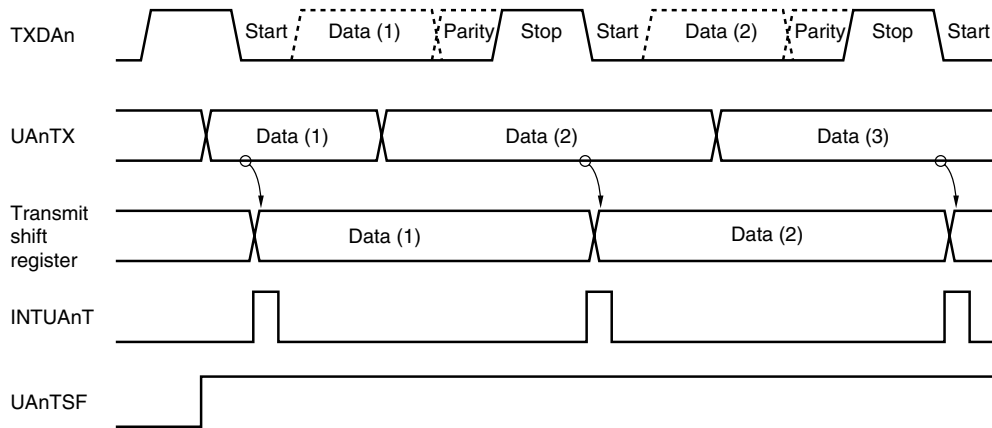 TXDAn Start Data (1) Parity Stop Start Data (2) Parity Stop Start
UAnTX Data (1) Data (2) Data (3)
Transmit
shift
register
Data (1) Data (2)
INTUAnT
UAnTSF